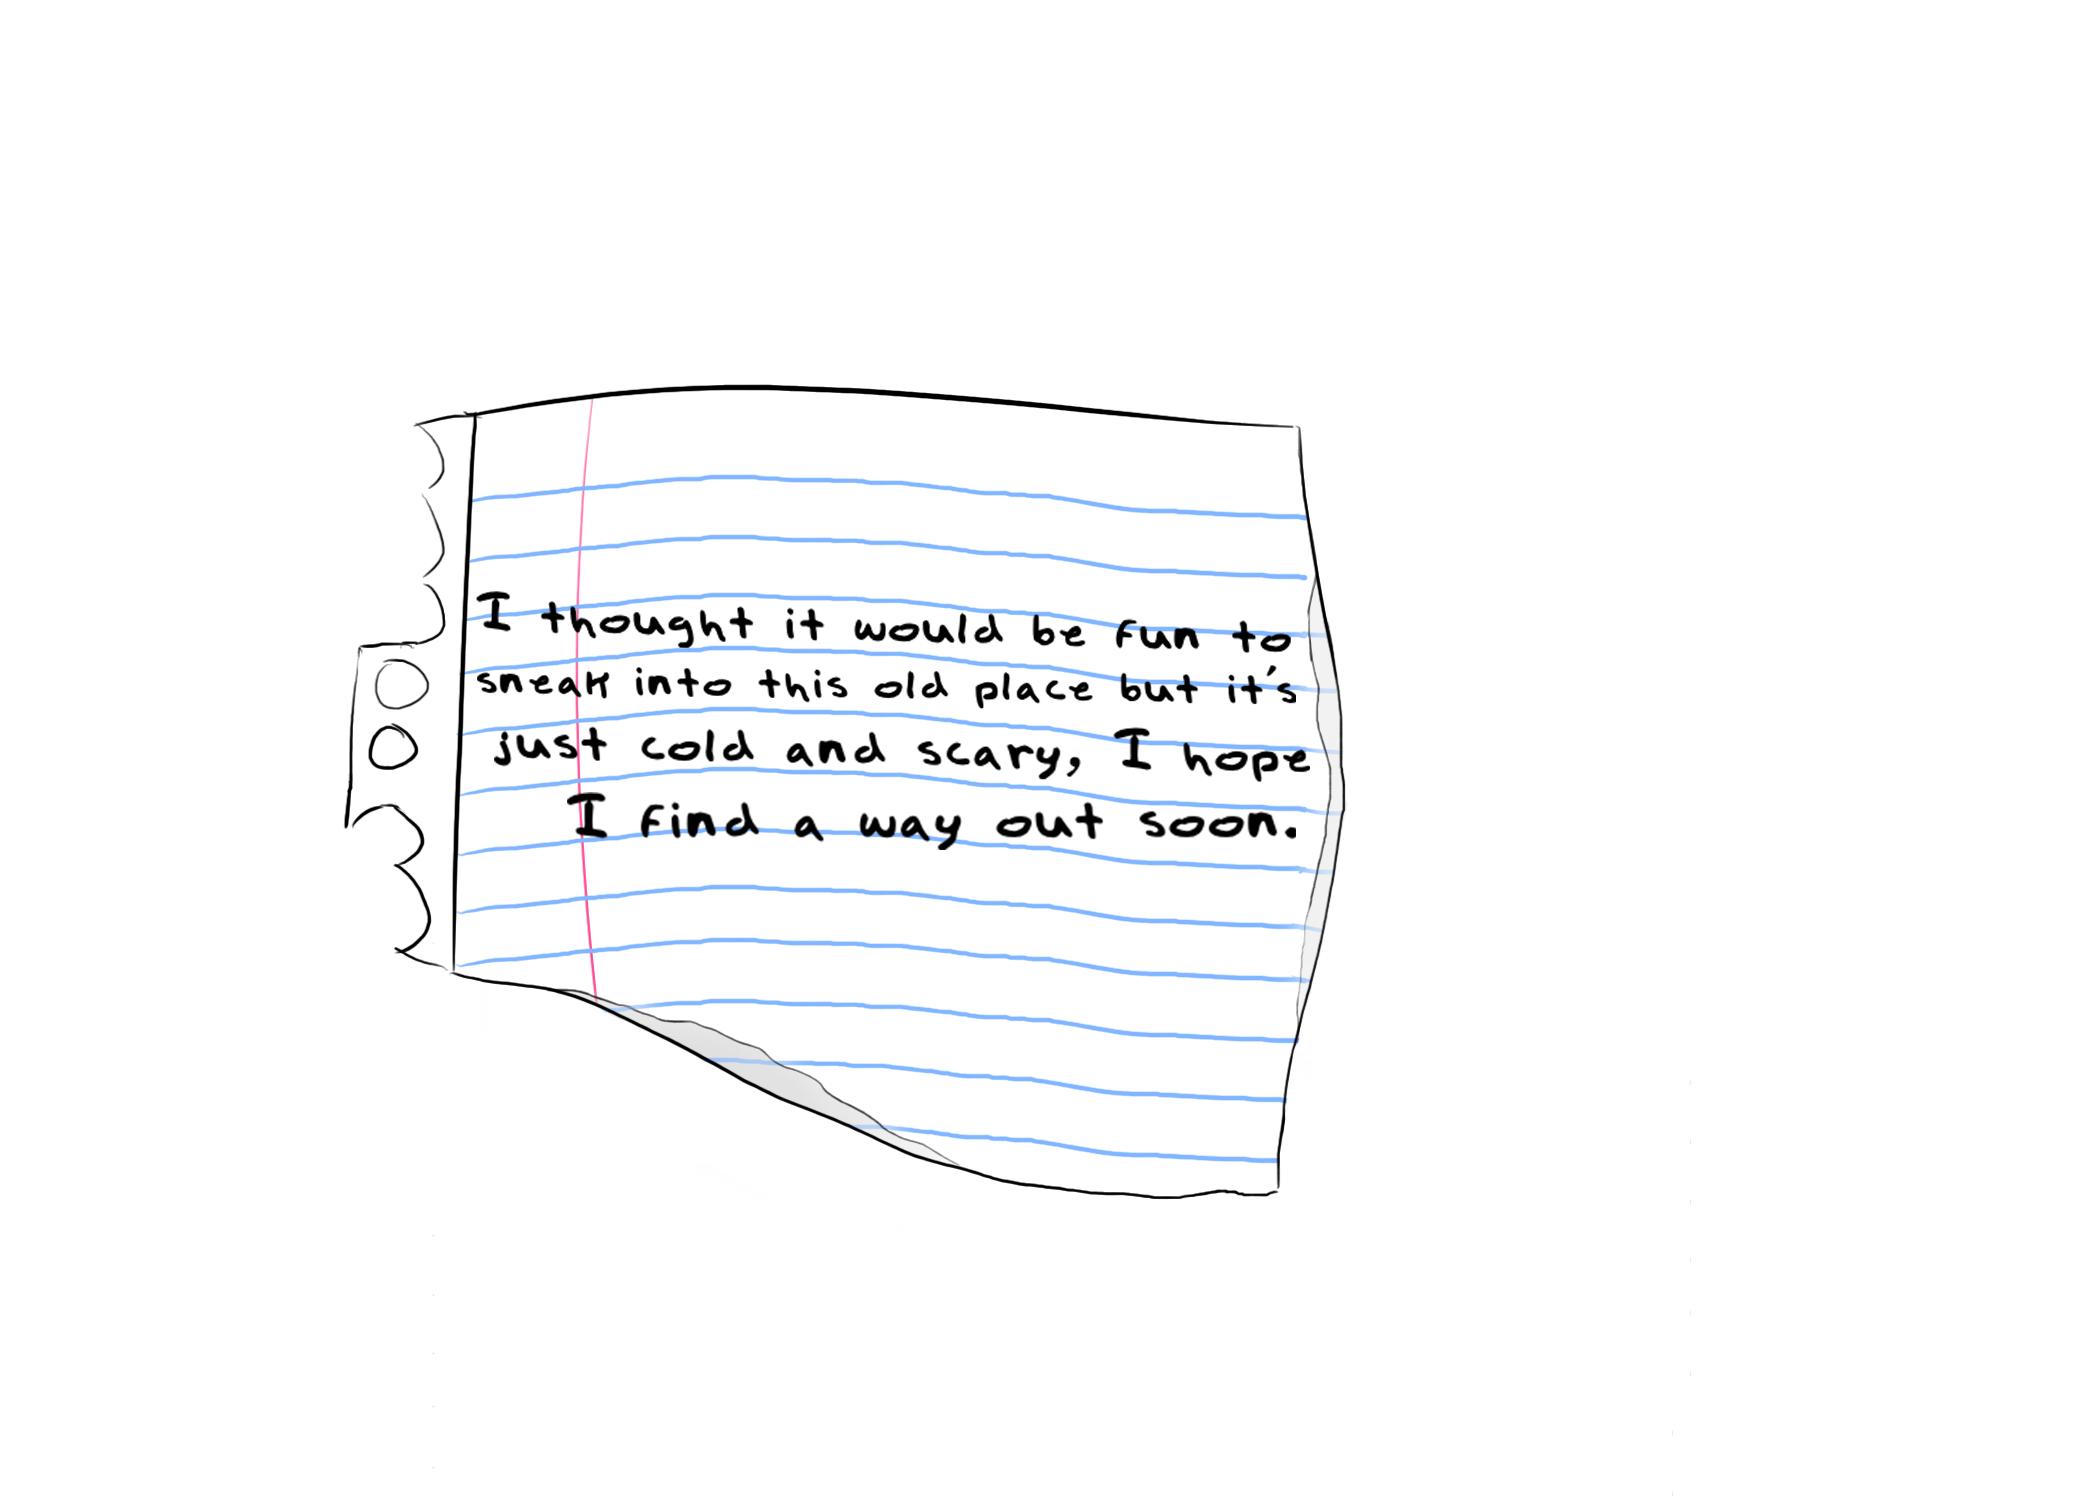 I thought it would be fun to
sneak into this old place but it's
just cold and scary, I hope
I find a way out soon.